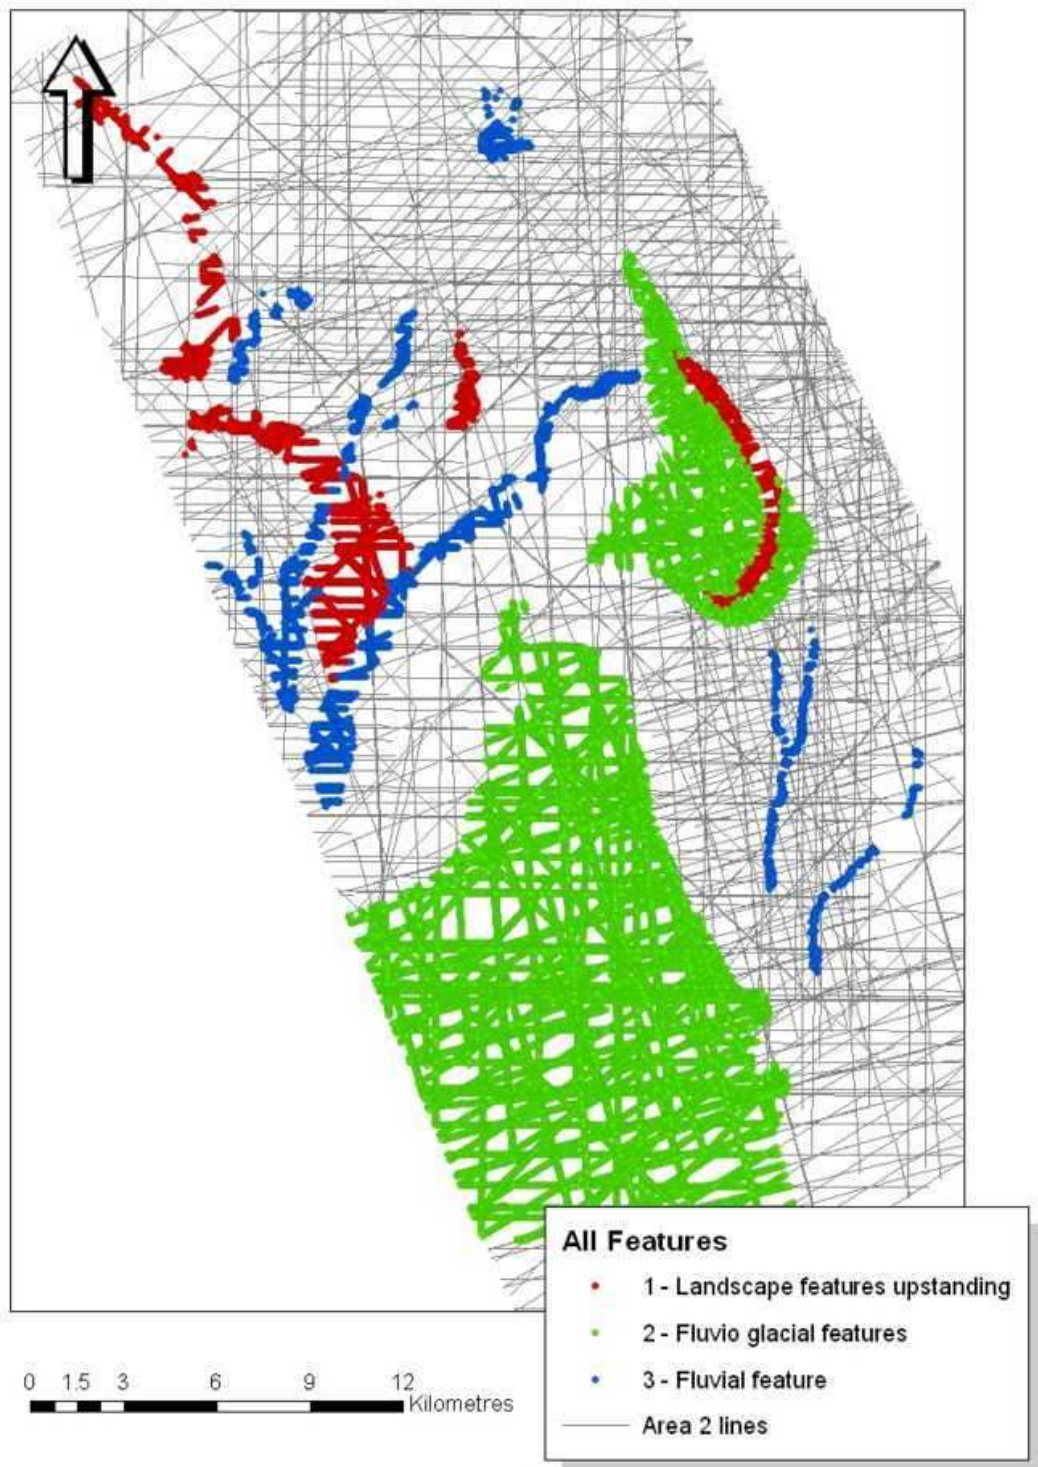 All Features
1 - Landscape features upstanding
2 - Fluvio glacial features
3 - Fluvial feature
Area 2 lines
0 1.5 3 6 9 12
Kilometres